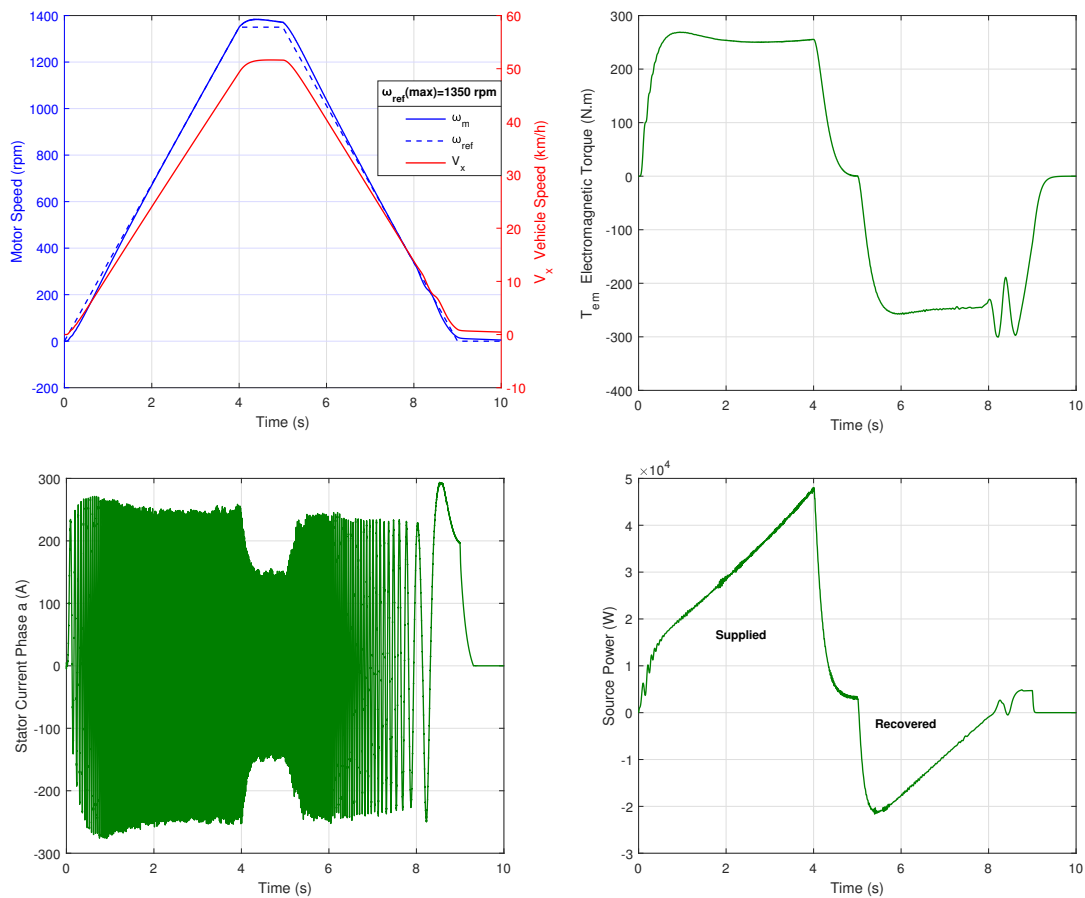 1400
1200
1000
800
600
400
200
0
-200
Motor Speed (rpm)
60
50
40
30
20
10
0
-10
V_x Vehicle Speed (km/h)
ω_ref(max)=1350 rpm
ω_m
ω_ref
V_x
0 2 4 6 8 10
Time (s)
300
200
100
0
-100
-200
-300
-400
T_em Electromagnetic Torque (N.m)
0 2 4 6 8 10
Time (s)
300
200
100
0
-100
-200
-300
Stator Current Phase a (A)
0 2 4 6 8 10
Time (s)
×10^4
5
4
3
2
1
0
-1
-2
-3
Source Power (W)
Supplied
Recovered
0 2 4 6 8 10
Time (s)